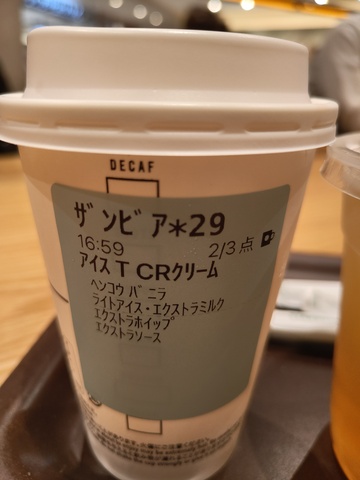 DECAF
ｻﾞﾝﾋﾞｱ*29
16:59 2/3点
アイスT CRクリーム
ﾍﾝｺｳ ﾊﾞﾆﾗ
ﾗｲﾄｱｲｽ・ｴｸｽﾄﾗﾐﾙｸ
ｴｸｽﾄﾗﾎｲｯﾌﾟ
ｴｸｽﾄﾗｿｰｽ